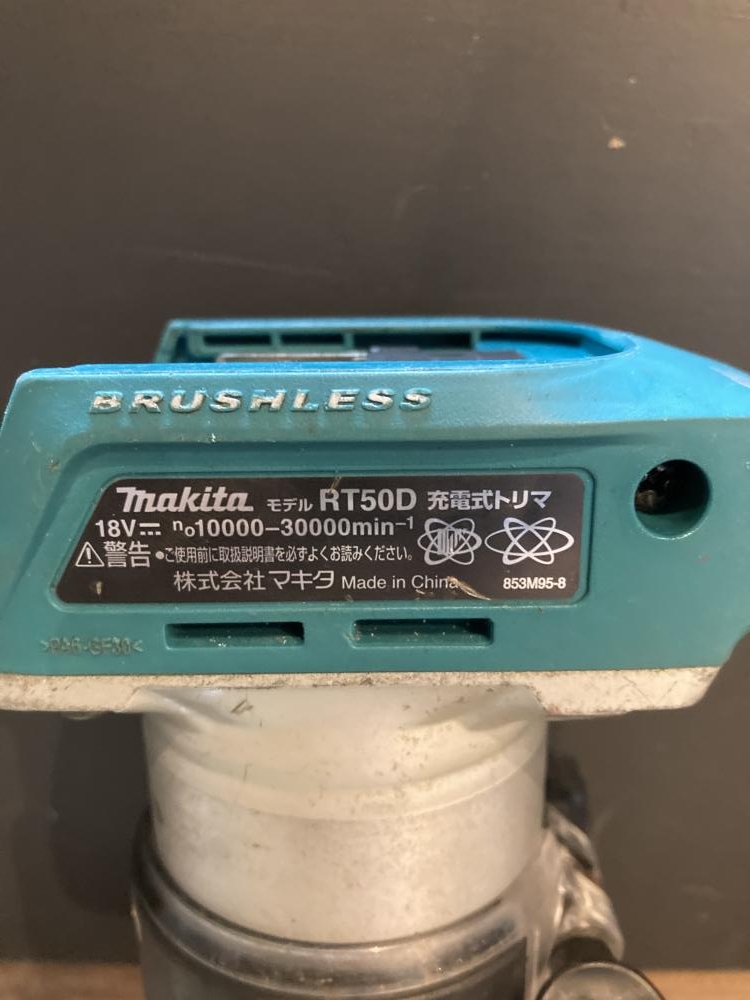 BRUSHLESS
makita モデル RT50D 充電式トリマ
18V⎓ n₀10000–30000min⁻¹
⚠警告 •ご使用前に取扱説明書を必ずよくお読みください。
株式会社 マキタ Made in China 853M95-8
>PA6-GF30<